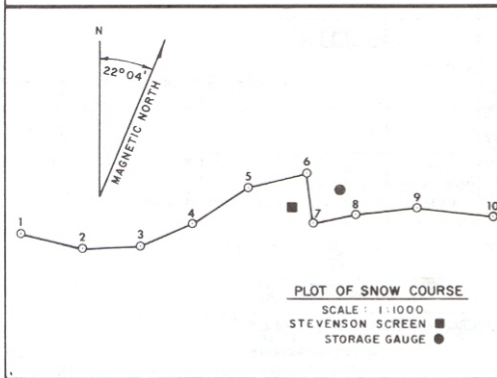 N
22°04'
MAGNETIC NORTH
1
2
3
4
5
6
7
8
9
10
PLOT OF SNOW COURSE
SCALE: 1:1000
STEVENSON SCREEN ■
STORAGE GAUGE ●